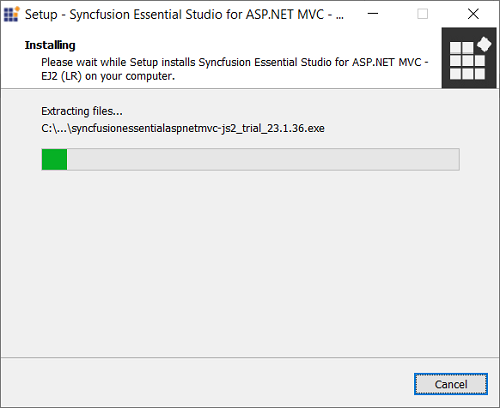 Setup - Syncfusion Essential Studio for ASP.NET MVC - ...
Installing
Please wait while Setup installs Syncfusion Essential Studio for ASP.NET MVC -
EJ2 (LR) on your computer.
Extracting files...
C:\...\syncfusionessentialaspnetmvc-js2_trial_23.1.36.exe
Cancel